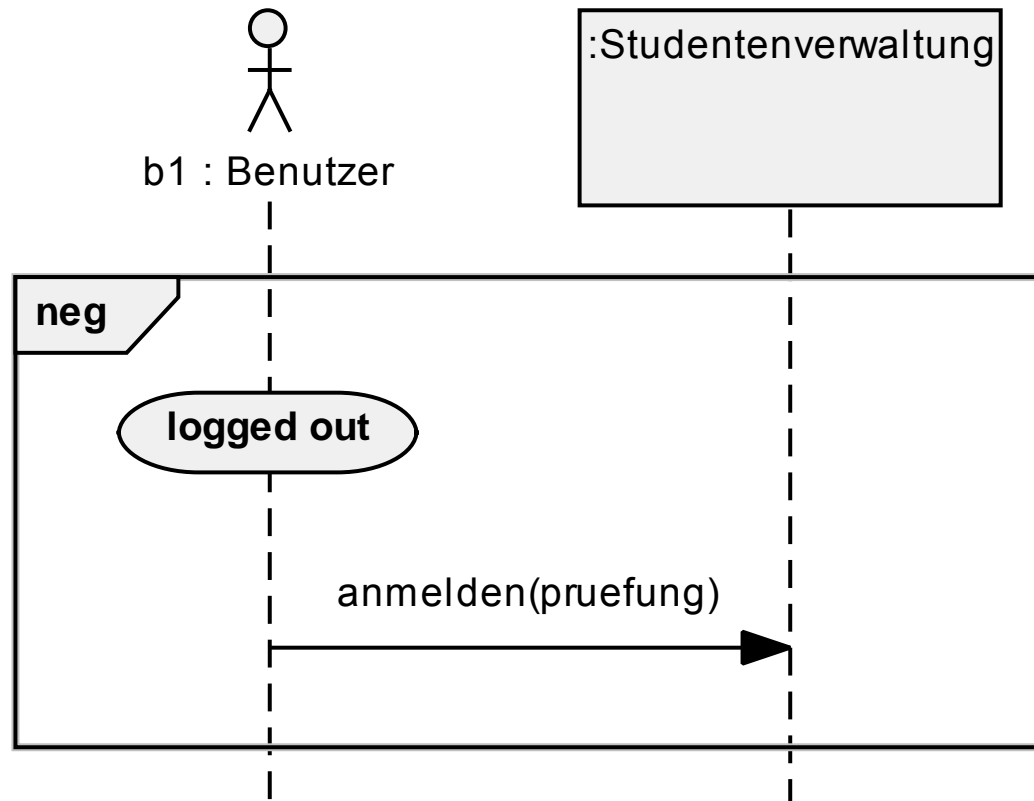 :Studentenverwaltung
b1 : Benutzer
neg
logged out
anmelden(pruefung)